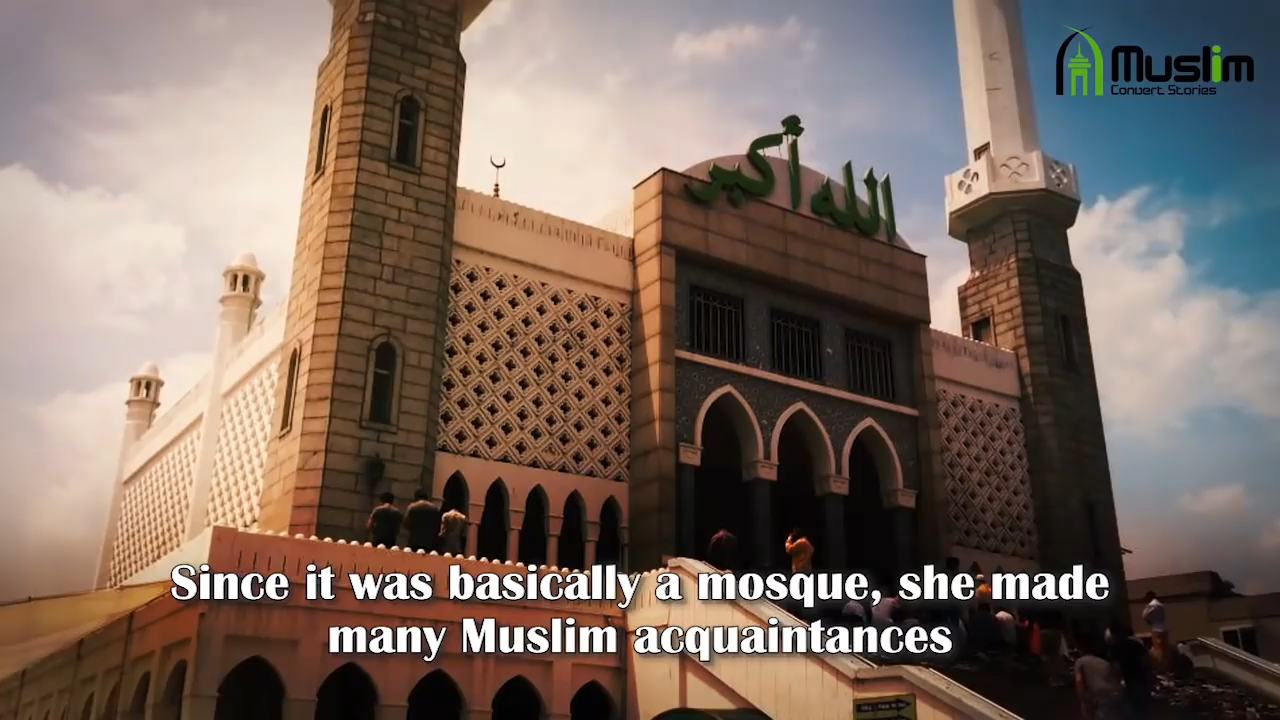 Muslim
Convert Stories
الله أكبر
Since it was basically a mosque, she made
many Muslim acquaintances